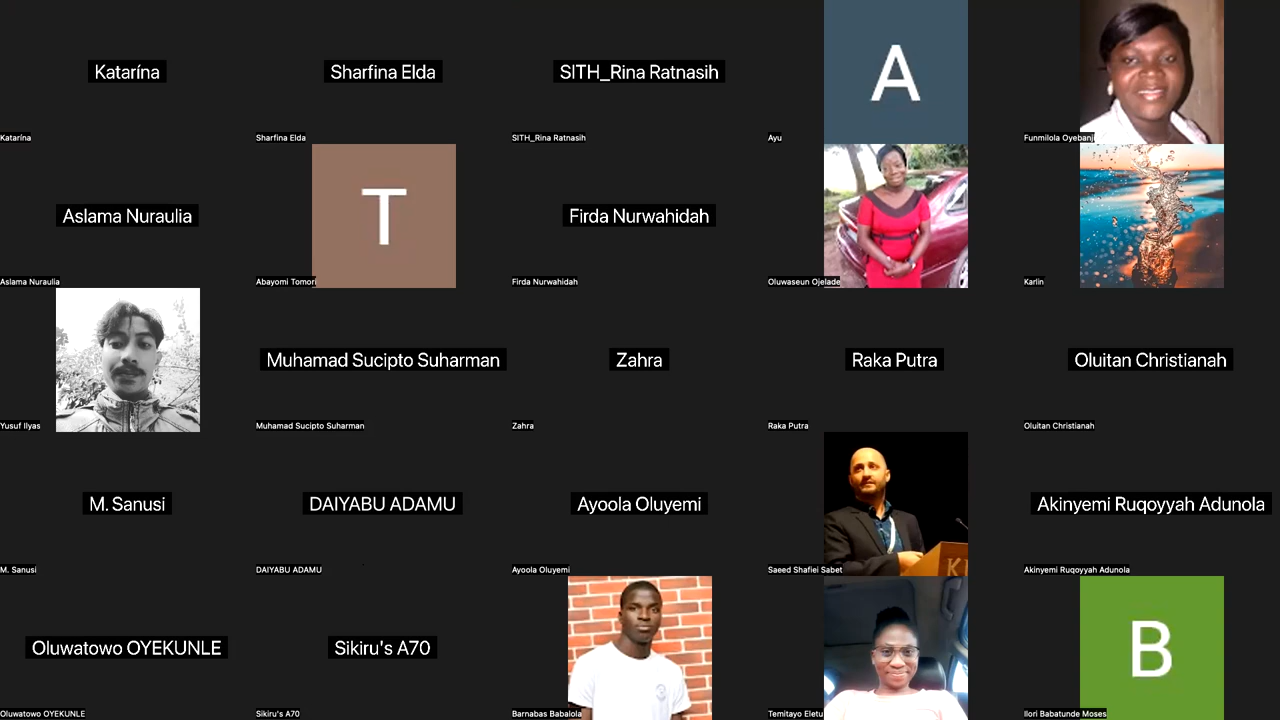 Katarína
Sharfina Elda
SITH_Rina Ratnasih
A
Katarína
Sharfina Elda
SITH_Rina Ratnasih
Ayu
Funmilola Oyebanji
Aslama Nuraulia
T
Firda Nurwahidah
Aslama Nuraulia
Abayomi Tomori
Firda Nurwahidah
Oluwaseun Ojelade
Karlin
Muhamad Sucipto Suharman
Zahra
Raka Putra
Oluitan Christianah
Yusuf Ilyas
Muhamad Sucipto Suharman
Zahra
Raka Putra
Oluitan Christianah
M. Sanusi
DAIYABU ADAMU
Ayoola Oluyemi
Akinyemi Ruqoyyah Adunola
M. Sanusi
DAIYABU ADAMU
Ayoola Oluyemi
Saeed Shafiei Sabet
Akinyemi Ruqoyyah Adunola
Oluwatowo OYEKUNLE
Sikiru's A70
B
Oluwatowo OYEKUNLE
Sikiru's A70
Barnabas Babalola
Temitayo Eletu
Ilori Babatunde Moses